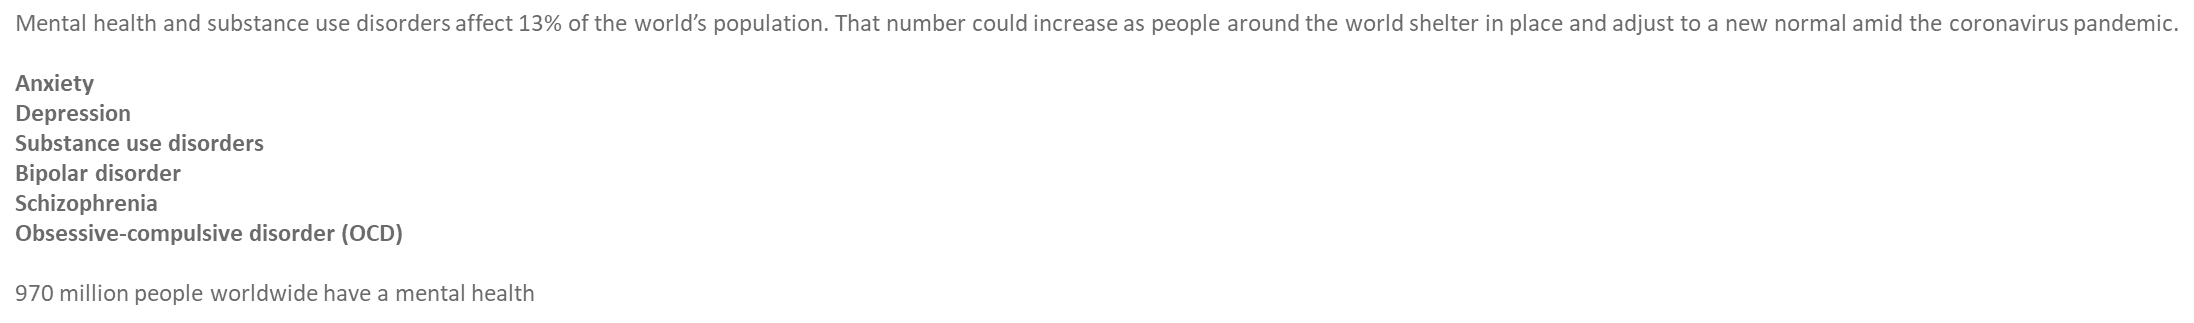 Mental health and substance use disorders affect 13% of the world’s population. That number could increase as people around the world shelter in place and adjust to a new normal amid the coronavirus pandemic.
Anxiety
Depression
Substance use disorders
Bipolar disorder
Schizophrenia
Obsessive-compulsive disorder (OCD)
970 million people worldwide have a mental health